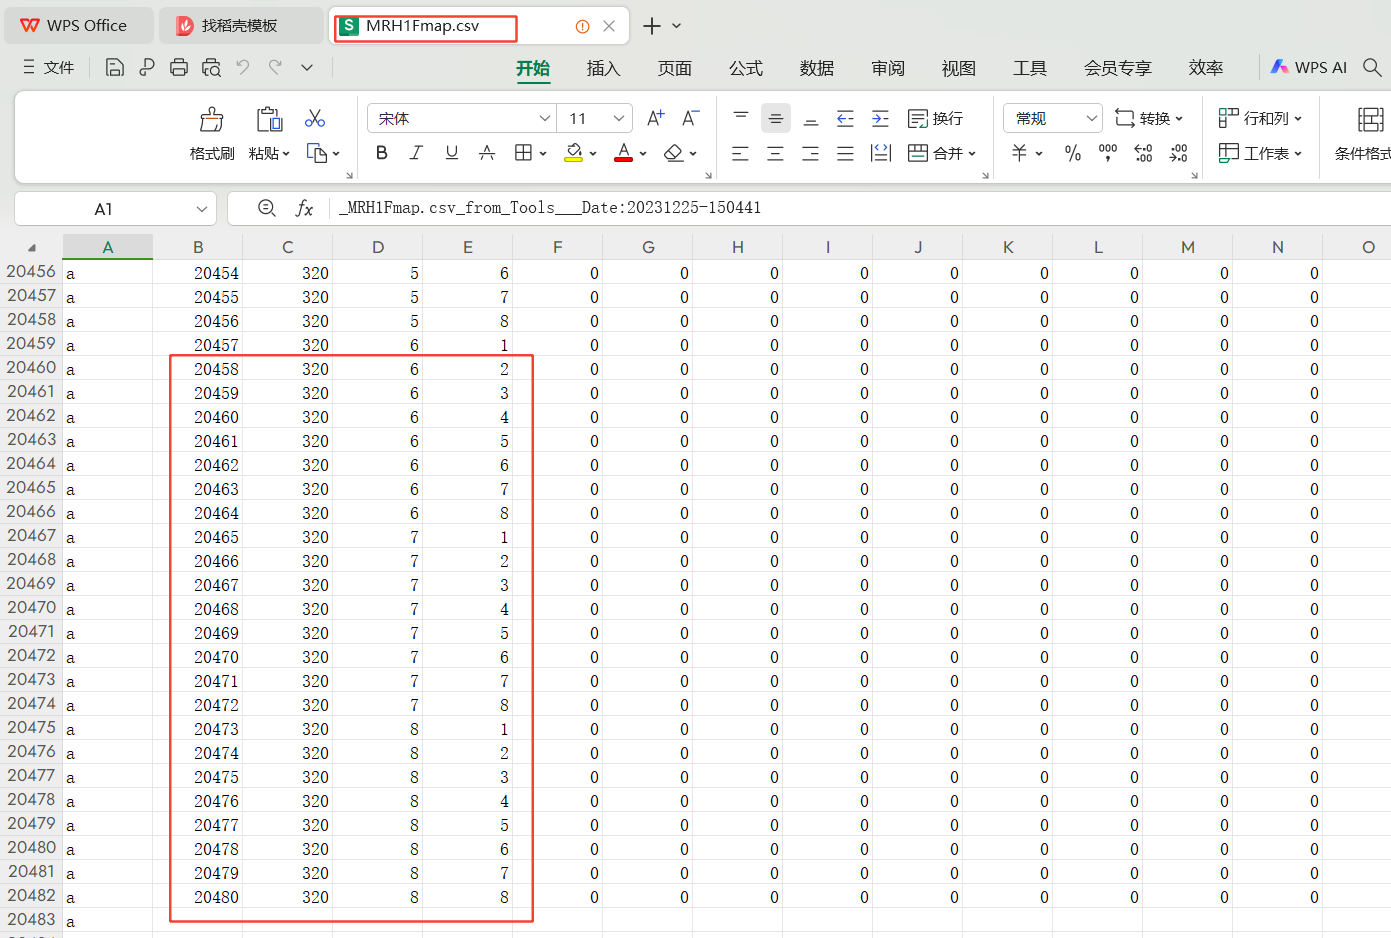 WPS Office 找稻壳模板 S MRH1Fmap.csv
文件 开始 插入 页面 公式 数据 审阅 视图 工具 会员专享 效率 WPS AI
宋体 11 A+ A- 换行 常规 转换 行和列
格式刷 粘贴 B I U A A 合并 羊 % 工作表 条件格式
A1 fx _MRH1Fmap.csv_from_Tools___Date:20231225-150441
A B C D E F G H I J K L M N O
20456 a 20454 320 5 6 0 0 0 0 0 0 0 0 0
20457 a 20455 320 5 7 0 0 0 0 0 0 0 0 0
20458 a 20456 320 5 8 0 0 0 0 0 0 0 0 0
20459 a 20457 320 6 1 0 0 0 0 0 0 0 0 0
20460 a 20458 320 6 2 0 0 0 0 0 0 0 0 0
20461 a 20459 320 6 3 0 0 0 0 0 0 0 0 0
20462 a 20460 320 6 4 0 0 0 0 0 0 0 0 0
20463 a 20461 320 6 5 0 0 0 0 0 0 0 0 0
20464 a 20462 320 6 6 0 0 0 0 0 0 0 0 0
20465 a 20463 320 6 7 0 0 0 0 0 0 0 0 0
20466 a 20464 320 6 8 0 0 0 0 0 0 0 0 0
20467 a 20465 320 7 1 0 0 0 0 0 0 0 0 0
20468 a 20466 320 7 2 0 0 0 0 0 0 0 0 0
20469 a 20467 320 7 3 0 0 0 0 0 0 0 0 0
20470 a 20468 320 7 4 0 0 0 0 0 0 0 0 0
20471 a 20469 320 7 5 0 0 0 0 0 0 0 0 0
20472 a 20470 320 7 6 0 0 0 0 0 0 0 0 0
20473 a 20471 320 7 7 0 0 0 0 0 0 0 0 0
20474 a 20472 320 7 8 0 0 0 0 0 0 0 0 0
20475 a 20473 320 8 1 0 0 0 0 0 0 0 0 0
20476 a 20474 320 8 2 0 0 0 0 0 0 0 0 0
20477 a 20475 320 8 3 0 0 0 0 0 0 0 0 0
20478 a 20476 320 8 4 0 0 0 0 0 0 0 0 0
20479 a 20477 320 8 5 0 0 0 0 0 0 0 0 0
20480 a 20478 320 8 6 0 0 0 0 0 0 0 0 0
20481 a 20479 320 8 7 0 0 0 0 0 0 0 0 0
20482 a 20480 320 8 8 0 0 0 0 0 0 0 0 0
20483 a